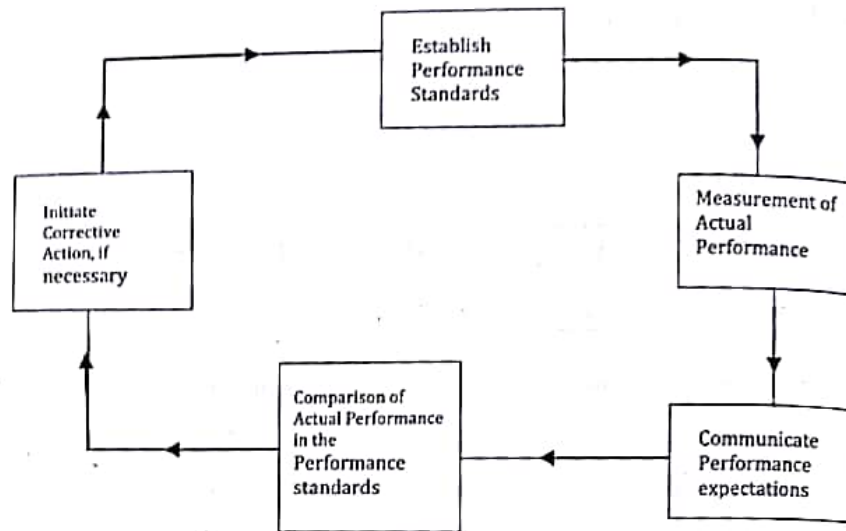 Establish
Performance
Standards
Measurement of
Actual
Performance
Communicate
Performance
expectations
Comparison of
Actual Performance
in the
Performance
standards
Initiate
Corrective
Action, if
necessary